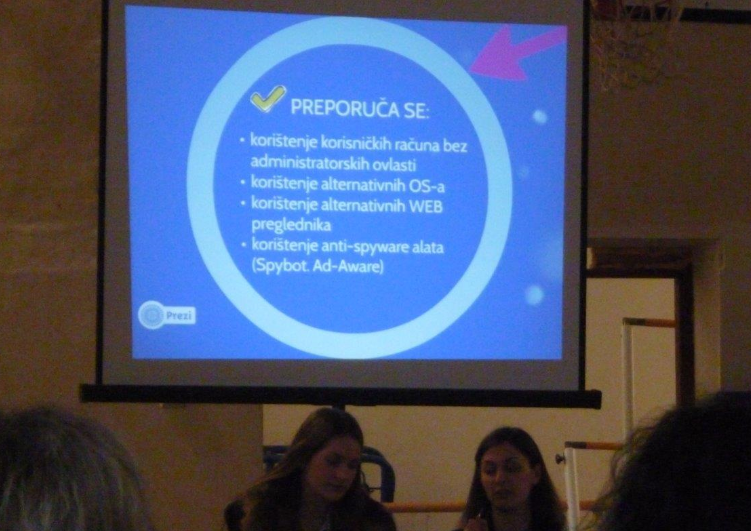 PREPORUČA SE:
• korištenje korisničkih računa bez
administratorskih ovlasti
• korištenje alternativnih OS-a
• korištenje alternativnih WEB
preglednika
• korištenje anti-spyware alata
(Spybot. Ad-Aware)
Prezi